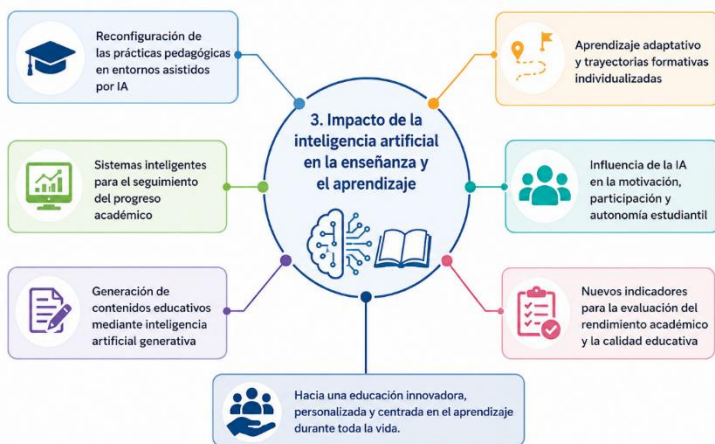 3. Impacto de la
inteligencia artificial
en la enseñanza y
el aprendizaje
Reconfiguración de
las prácticas pedagógicas
en entornos asistidos
por IA
Sistemas inteligentes
para el seguimiento
del progreso
académico
Generación de
contenidos educativos
mediante inteligencia
artificial generativa
Aprendizaje adaptativo
y trayectorias formativas
individualizadas
Influencia de la IA
en la motivación,
participación y
autonomía estudiantil
Nuevos indicadores
para la evaluación del
rendimiento académico
y la calidad educativa
Hacia una educación innovadora,
personalizada y centrada en el aprendizaje
durante toda la vida.